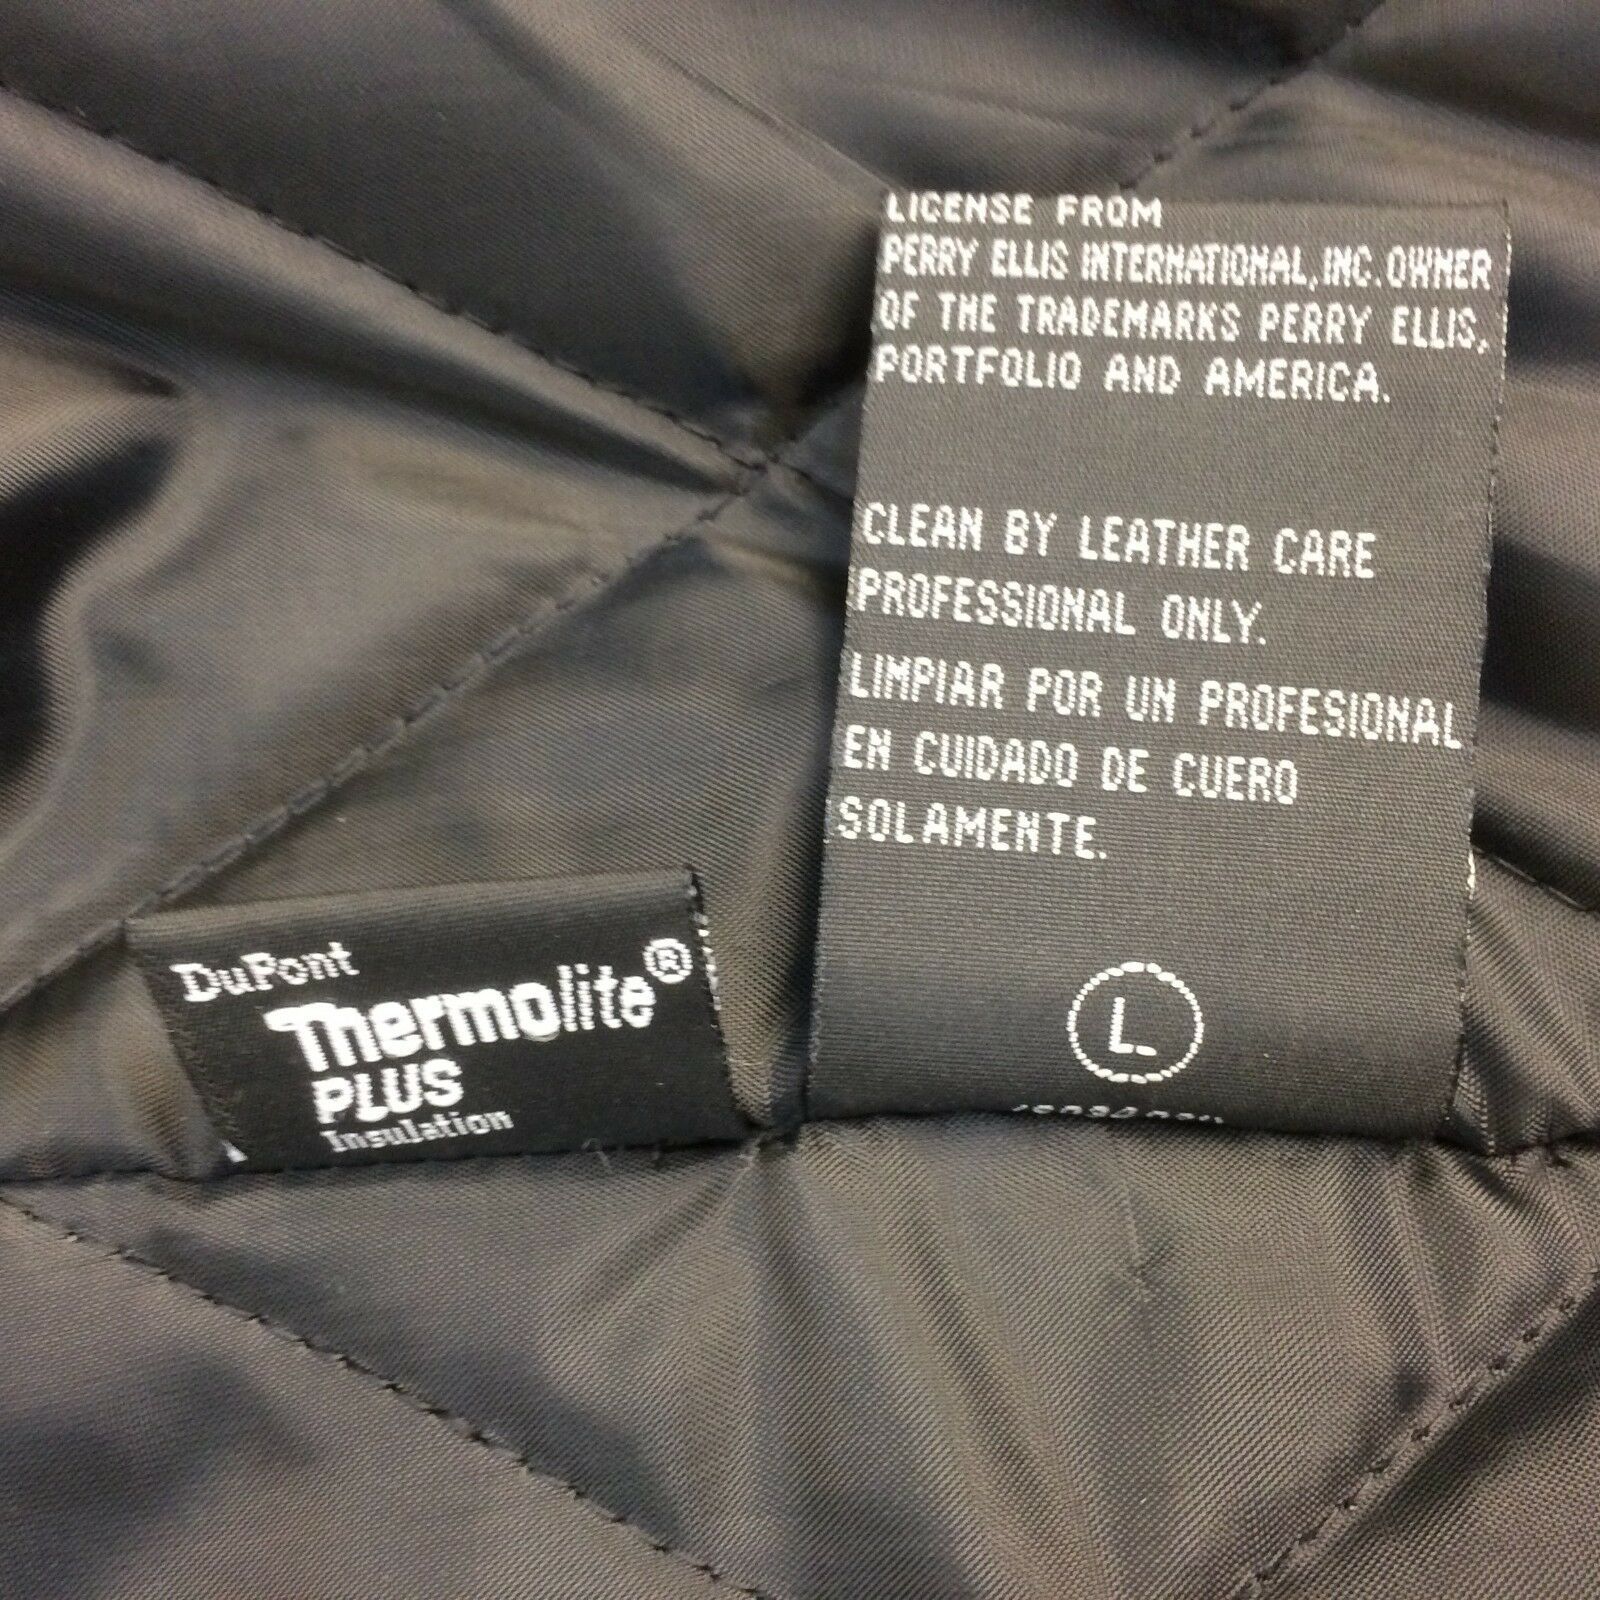 LICENSE FROM
PERRY ELLIS INTERNATIONAL, INC. OWNER
OF THE TRADEMARKS PERRY ELLIS,
PORTFOLIO AND AMERICA.
CLEAN BY LEATHER CARE
PROFESSIONAL ONLY.
LIMPIAR POR UN PROFESIONAL
EN CUIDADO DE CUERO
SOLAMENTE.
L
DuPont
Thermolite®
PLUS
Insulation